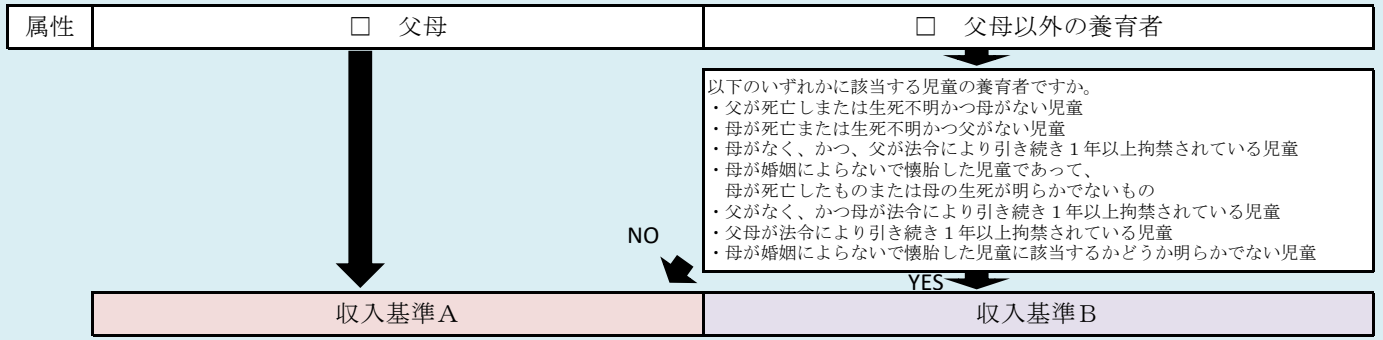 属性
□ 父母
□ 父母以外の養育者
以下のいずれかに該当する児童の養育者ですか。
・父が死亡しまたは生死不明かつ母がない児童
・母が死亡または生死不明かつ父がない児童
・母がなく、かつ、父が法令により引き続き１年以上拘禁されている児童
・母が婚姻によらないで懐胎した児童であって、
母が死亡したものまたは母の生死が明らかでないもの
・父がなく、かつ母が法令により引き続き１年以上拘禁されている児童
・父母が法令により引き続き１年以上拘禁されている児童
・母が婚姻によらないで懐胎した児童に該当するかどうか明らかでない児童
NO
YES
収入基準Ａ
収入基準Ｂ